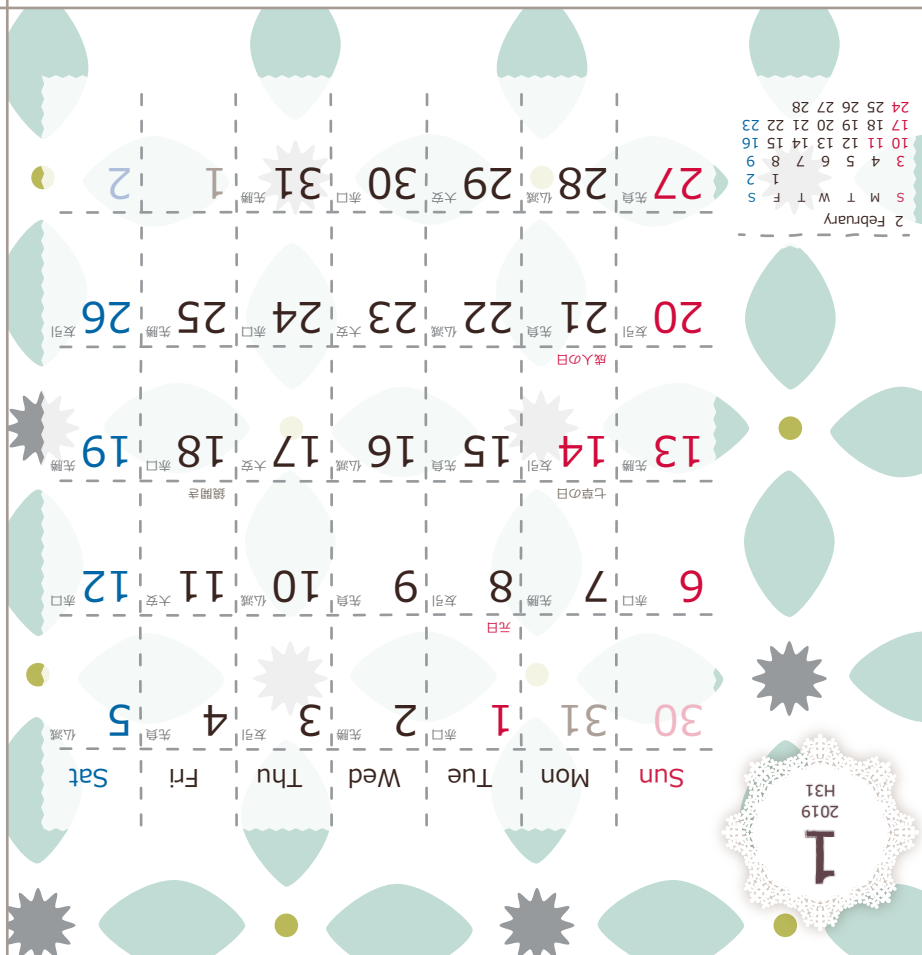 1
2019
H31
Sun Mon Tue Wed Thu Fri Sat
30 31 1 赤口 2 先勝 3 友引 4 先負 5 仏滅
元日
6 赤口 7 先勝 8 友引 9 先負 10 仏滅 11 大安 12 赤口
七草の日 鏡開き
13 先勝 14 友引 15 先負 16 仏滅 17 大安 18 赤口 19 先勝
成人の日
20 友引 21 先負 22 仏滅 23 大安 24 赤口 25 先勝 26 友引
27 先負 28 仏滅 29 大安 30 赤口 31 先勝 1 2
2 February
S M T W T F S
1 2
3 4 5 6 7 8 9
10 11 12 13 14 15 16
17 18 19 20 21 22 23
24 25 26 27 28